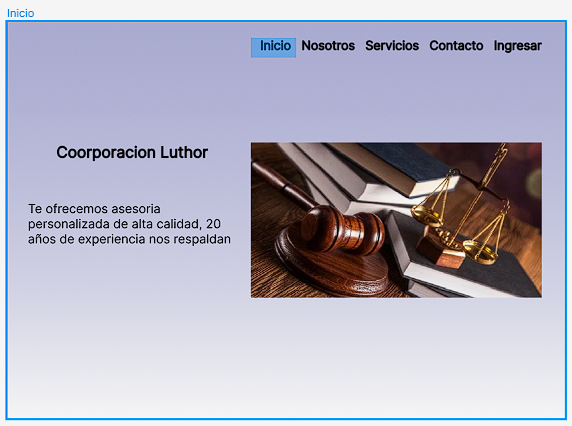 Inicio
Inicio Nosotros Servicios Contacto Ingresar
Coorporacion Luthor
Te ofrecemos asesoria
personalizada de alta calidad, 20
años de experiencia nos respaldan